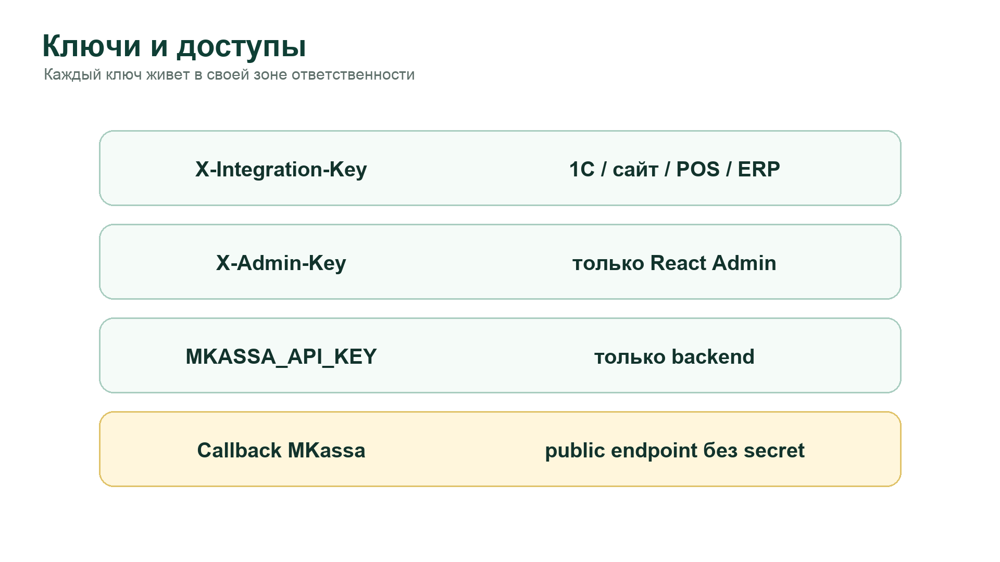 Ключи и доступы
Каждый ключ живет в своей зоне ответственности
X-Integration-Key 1С / сайт / POS / ERP
X-Admin-Key только React Admin
MKASSA_API_KEY только backend
Callback MKassa public endpoint без secret